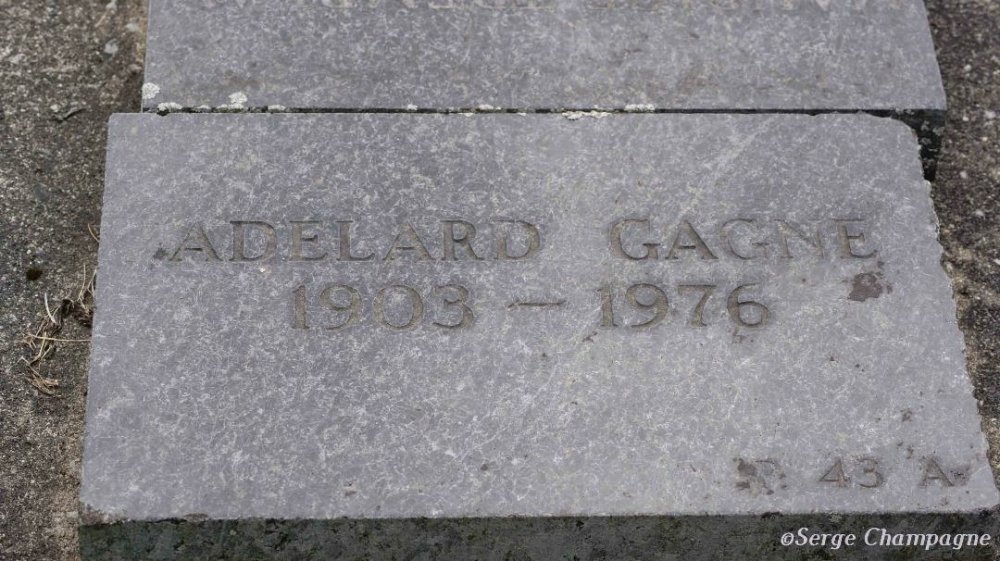 ADELARD GAGNE
1903 – 1976
P. 43 A
©Serge Champagne